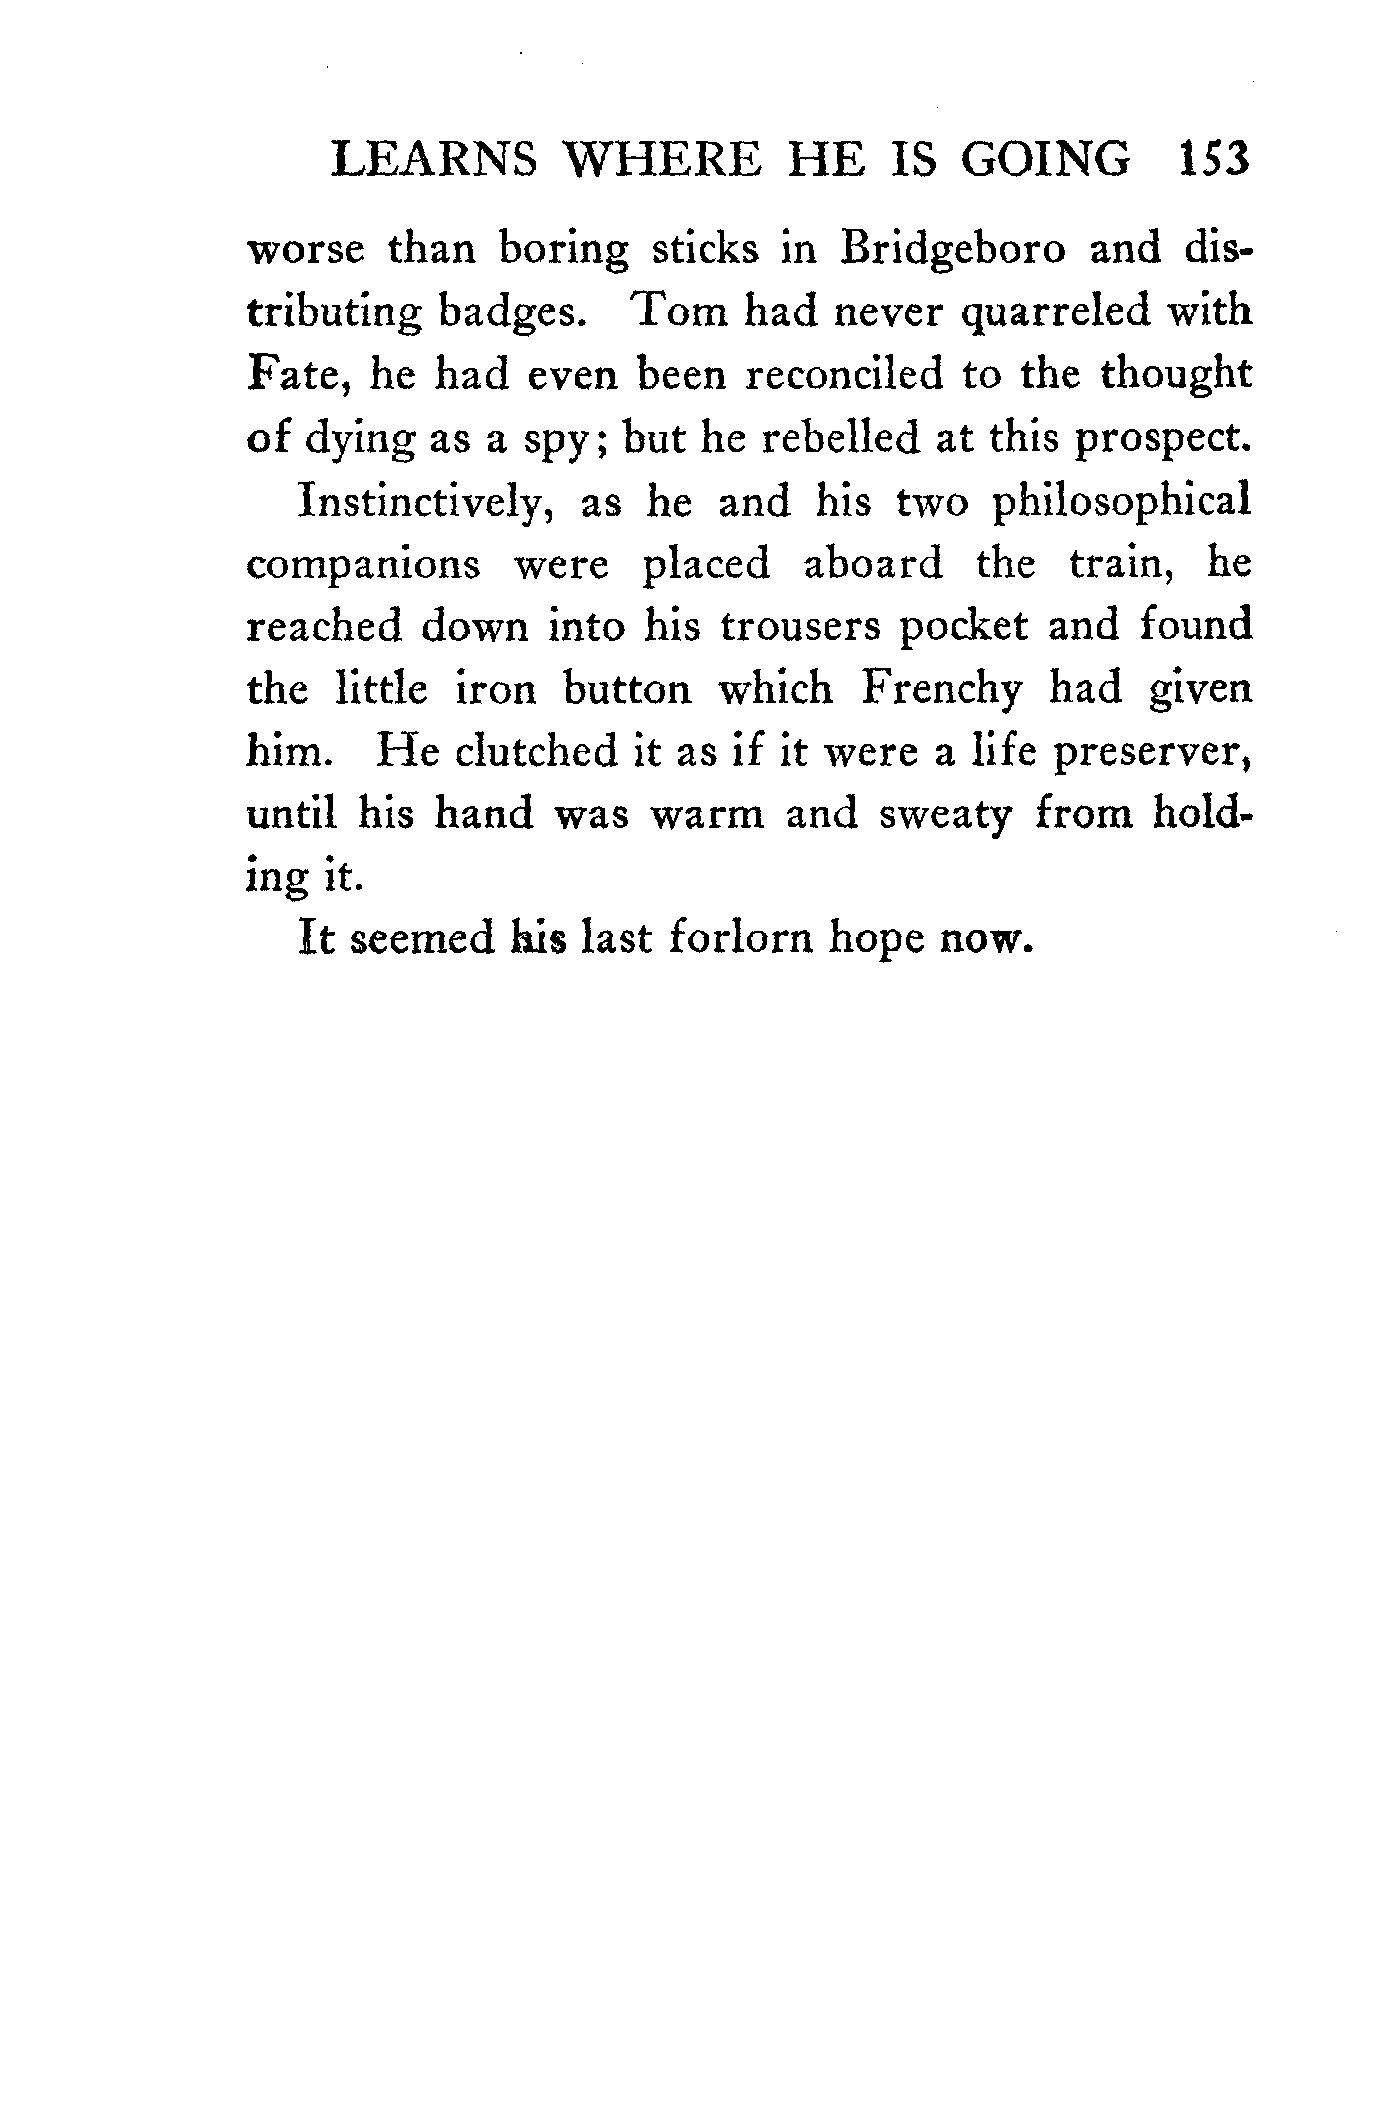 LEARNS WHERE HE IS GOING 153
worse than boring sticks in Bridgeboro and dis-
tributing badges. Tom had never quarreled with
Fate, he had even been reconciled to the thought
of dying as a spy; but he rebelled at this prospect.
Instinctively, as he and his two philosophical
companions were placed aboard the train, he
reached down into his trousers pocket and found
the little iron button which Frenchy had given
him. He clutched it as if it were a life preserver,
until his hand was warm and sweaty from hold-
ing it.
It seemed his last forlorn hope now.